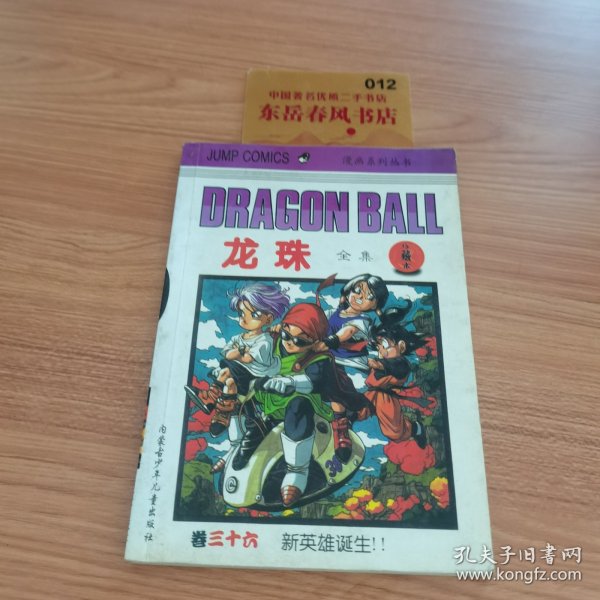 012
中国著名优质二手书店
东岳春风书店
JUMP COMICS
漫画系列丛书
DRAGON BALL
龙珠 全集
珍藏本
内蒙古少年儿童出版社
卷三十六 新英雄诞生!!
孔夫子旧书网
www.kongfz.com